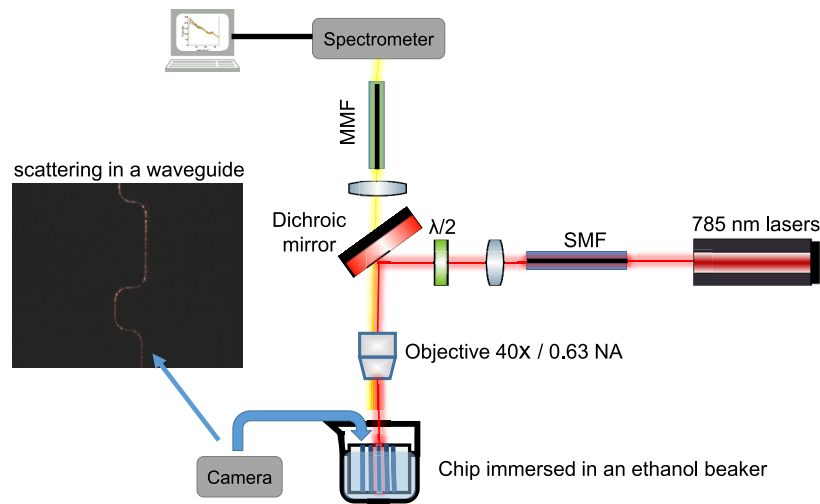 Spectrometer
MMF
scattering in a waveguide
Dichroic
mirror
λ/2
SMF
785 nm lasers
Objective 40x / 0.63 NA
Camera
Chip immersed in an ethanol beaker